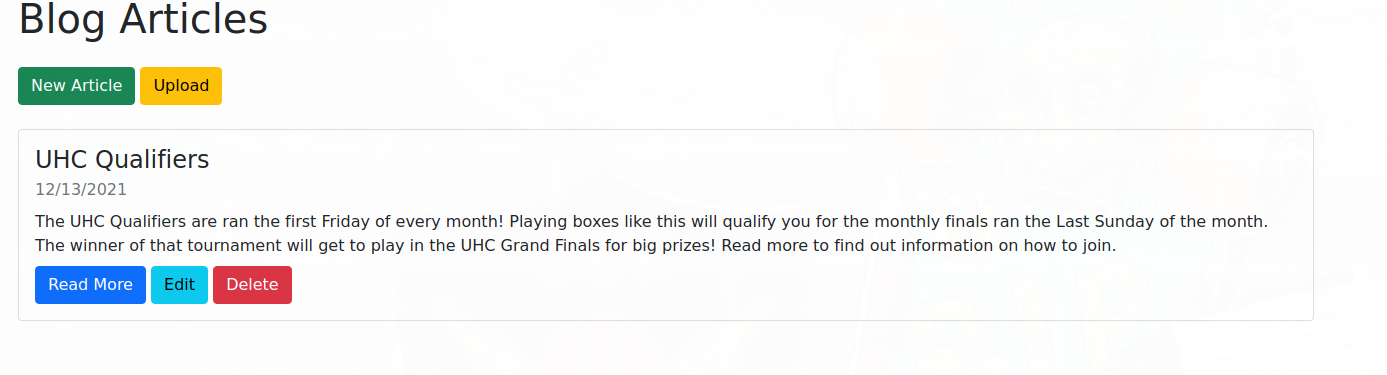 Blog Articles
New Article Upload
UHC Qualifiers
12/13/2021
The UHC Qualifiers are ran the first Friday of every month! Playing boxes like this will qualify you for the monthly finals ran the Last Sunday of the month.
The winner of that tournament will get to play in the UHC Grand Finals for big prizes! Read more to find out information on how to join.
Read More Edit Delete